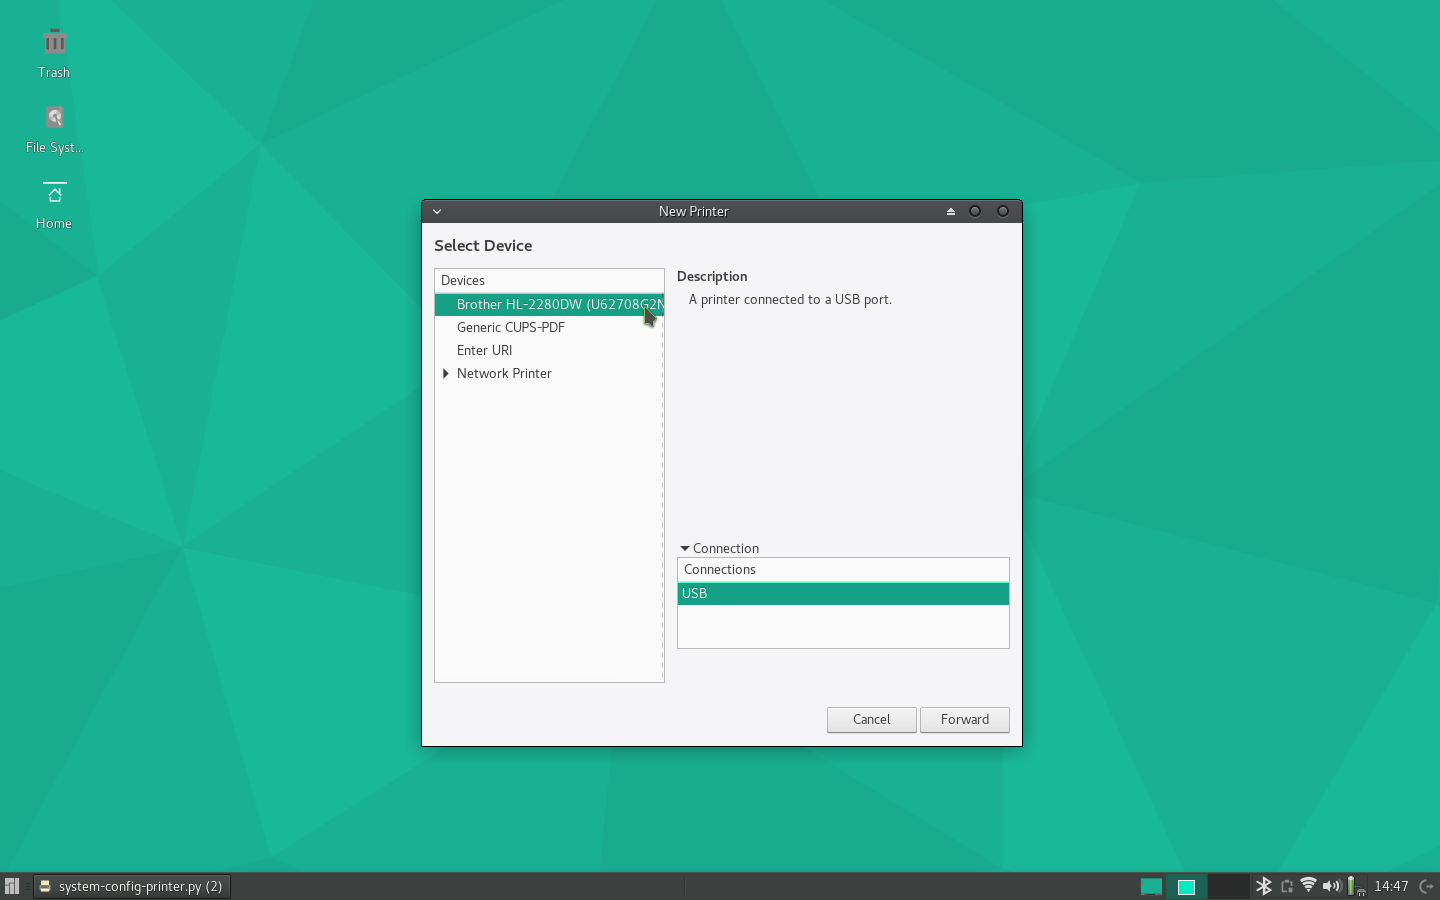 Trash
File Syst...
Home
New Printer
Select Device
Devices
Brother HL-2280DW (U62708G2N
Generic CUPS-PDF
Enter URI
Network Printer
Description
A printer connected to a USB port.
Connection
Connections
USB
Cancel
Forward
system-config-printer.py (2)
14:47